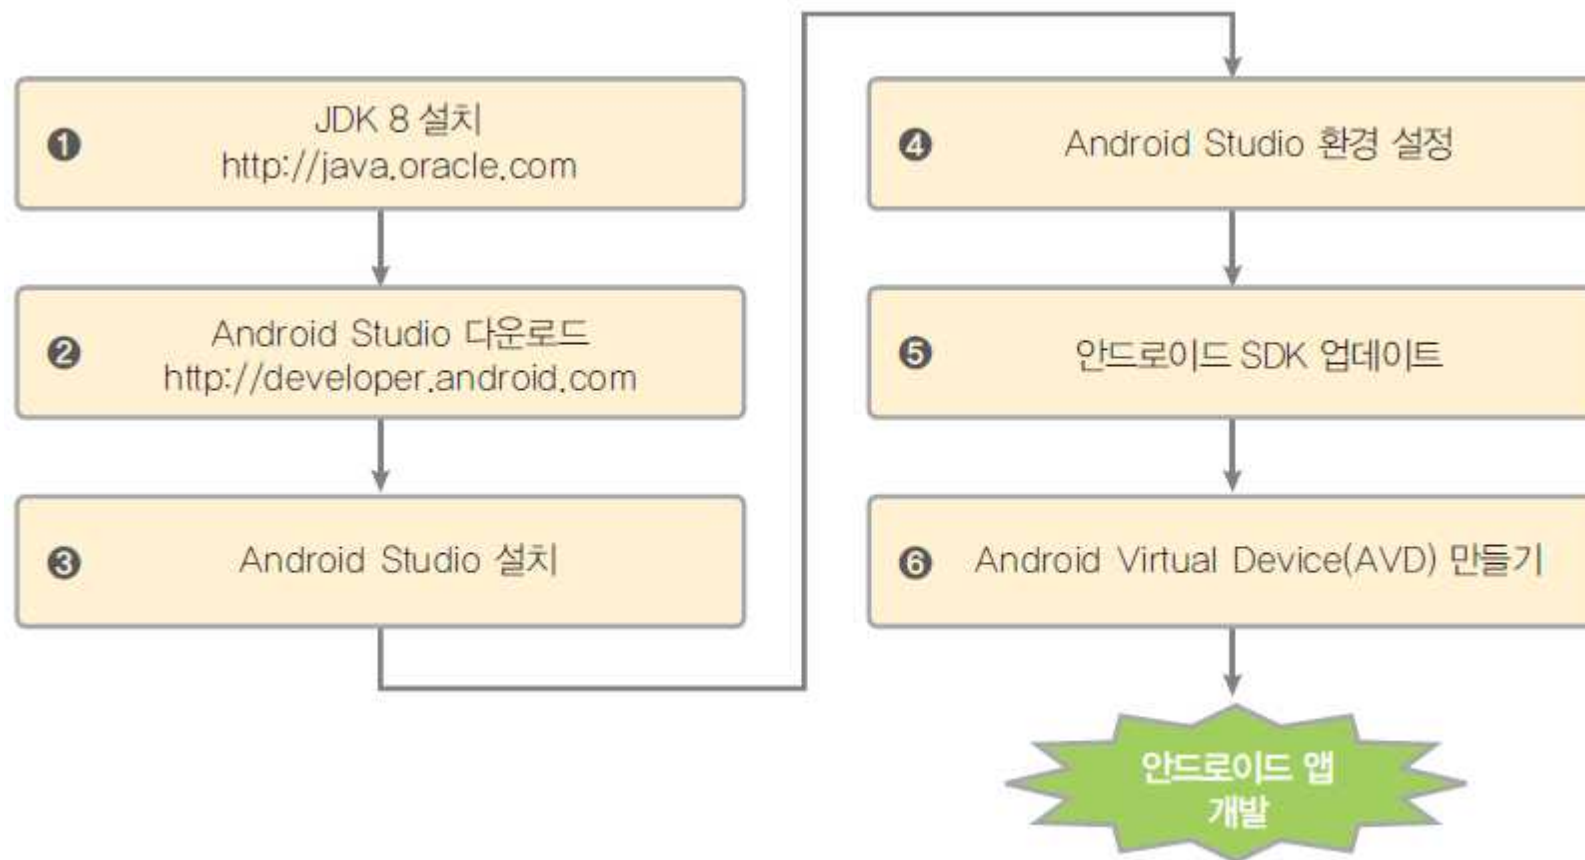 ❶ JDK 8 설치
http://java.oracle.com
❷ Android Studio 다운로드
http://developer.android.com
❸ Android Studio 설치
❹ Android Studio 환경 설정
❺ 안드로이드 SDK 업데이트
❻ Android Virtual Device(AVD) 만들기
안드로이드 앱
개발